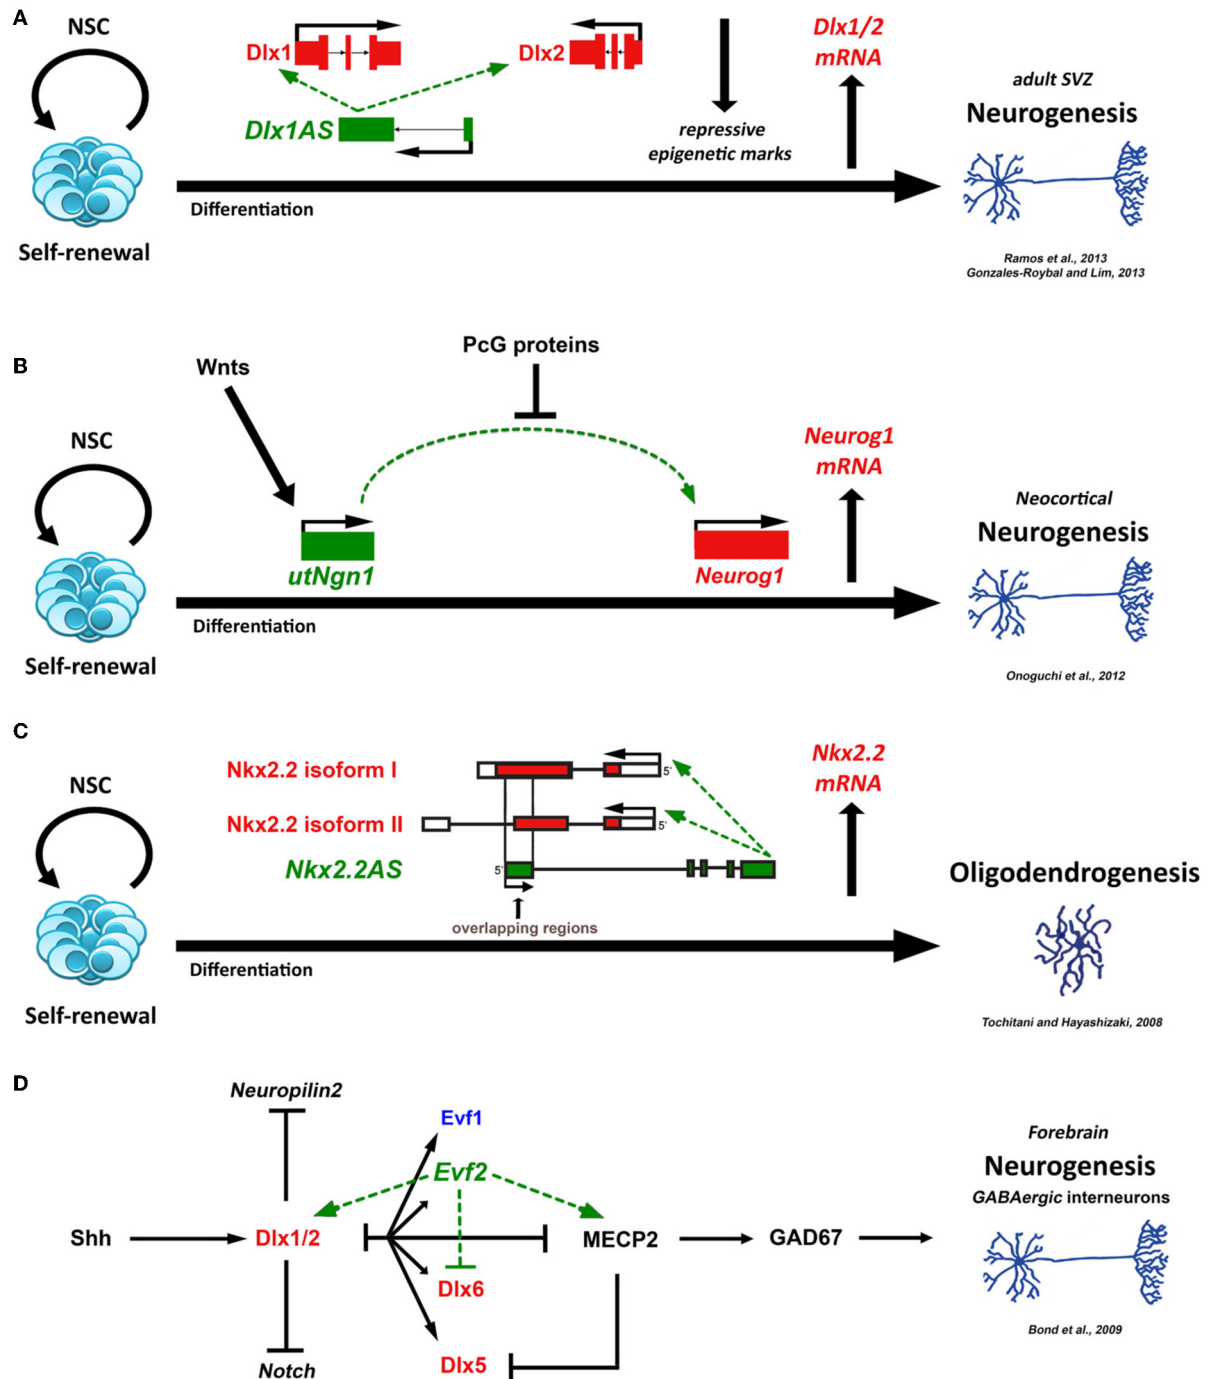 A
NSC
Self-renewal
Dlx1
Dlx2
Dlx1AS
repressive
epigenetic marks
Dlx1/2
mRNA
Differentiation
adult SVZ
Neurogenesis
Ramos et al., 2013
Gonzales-Roybal and Lim, 2013
B
NSC
Self-renewal
Wnts
PcG proteins
utNgn1
Neurog1
Neurog1
mRNA
Differentiation
Neocortical
Neurogenesis
Onoguchi et al., 2012
C
NSC
Self-renewal
Nkx2.2 isoform I
5'
Nkx2.2 isoform II
5'
Nkx2.2AS
5'
overlapping regions
Nkx2.2
mRNA
Differentiation
Oligodendrogenesis
Tochitani and Hayashizaki, 2008
D
Neuropilin2
Shh
Dlx1/2
Notch
Evf1
Evf2
Dlx6
Dlx5
MECP2
GAD67
Forebrain
Neurogenesis
GABAergic interneurons
Bond et al., 2009